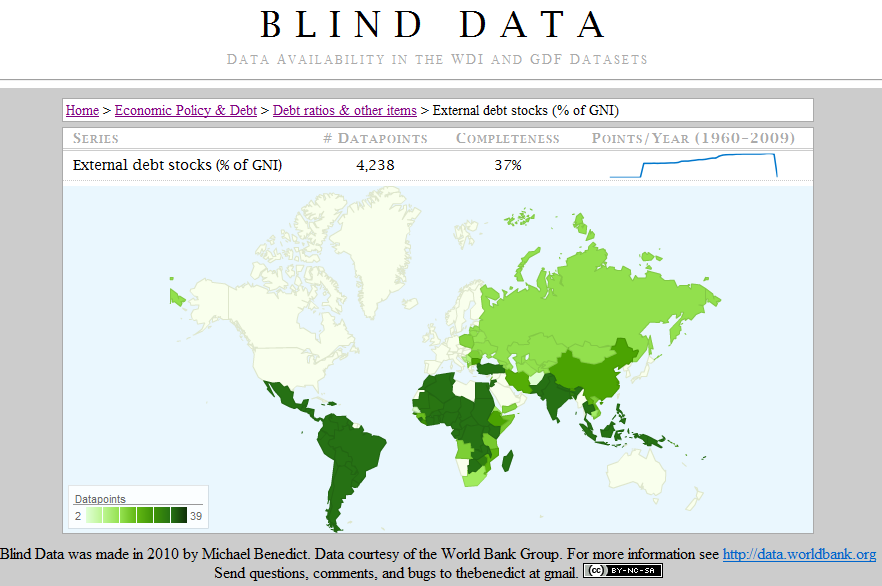 BLIND DATA
DATA AVAILABILITY IN THE WDI AND GDF DATASETS
Home > Economic Policy & Debt > Debt ratios & other items > External debt stocks (% of GNI)
SERIES # DATAPOINTS COMPLETENESS POINTS/YEAR (1960-2009)
External debt stocks (% of GNI) 4,238 37%
Datapoints
2 39
Blind Data was made in 2010 by Michael Benedict. Data courtesy of the World Bank Group. For more information see http://data.worldbank.org
Send questions, comments, and bugs to thebenedict at gmail. (cc) BY-NC-SA